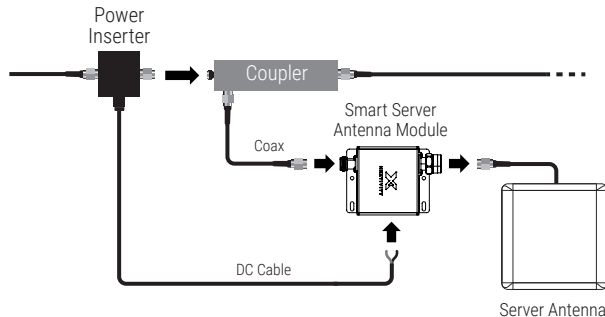 Power
Inserter
Coupler
Smart Server
Antenna Module
Coax
DC Cable
Server Antenna